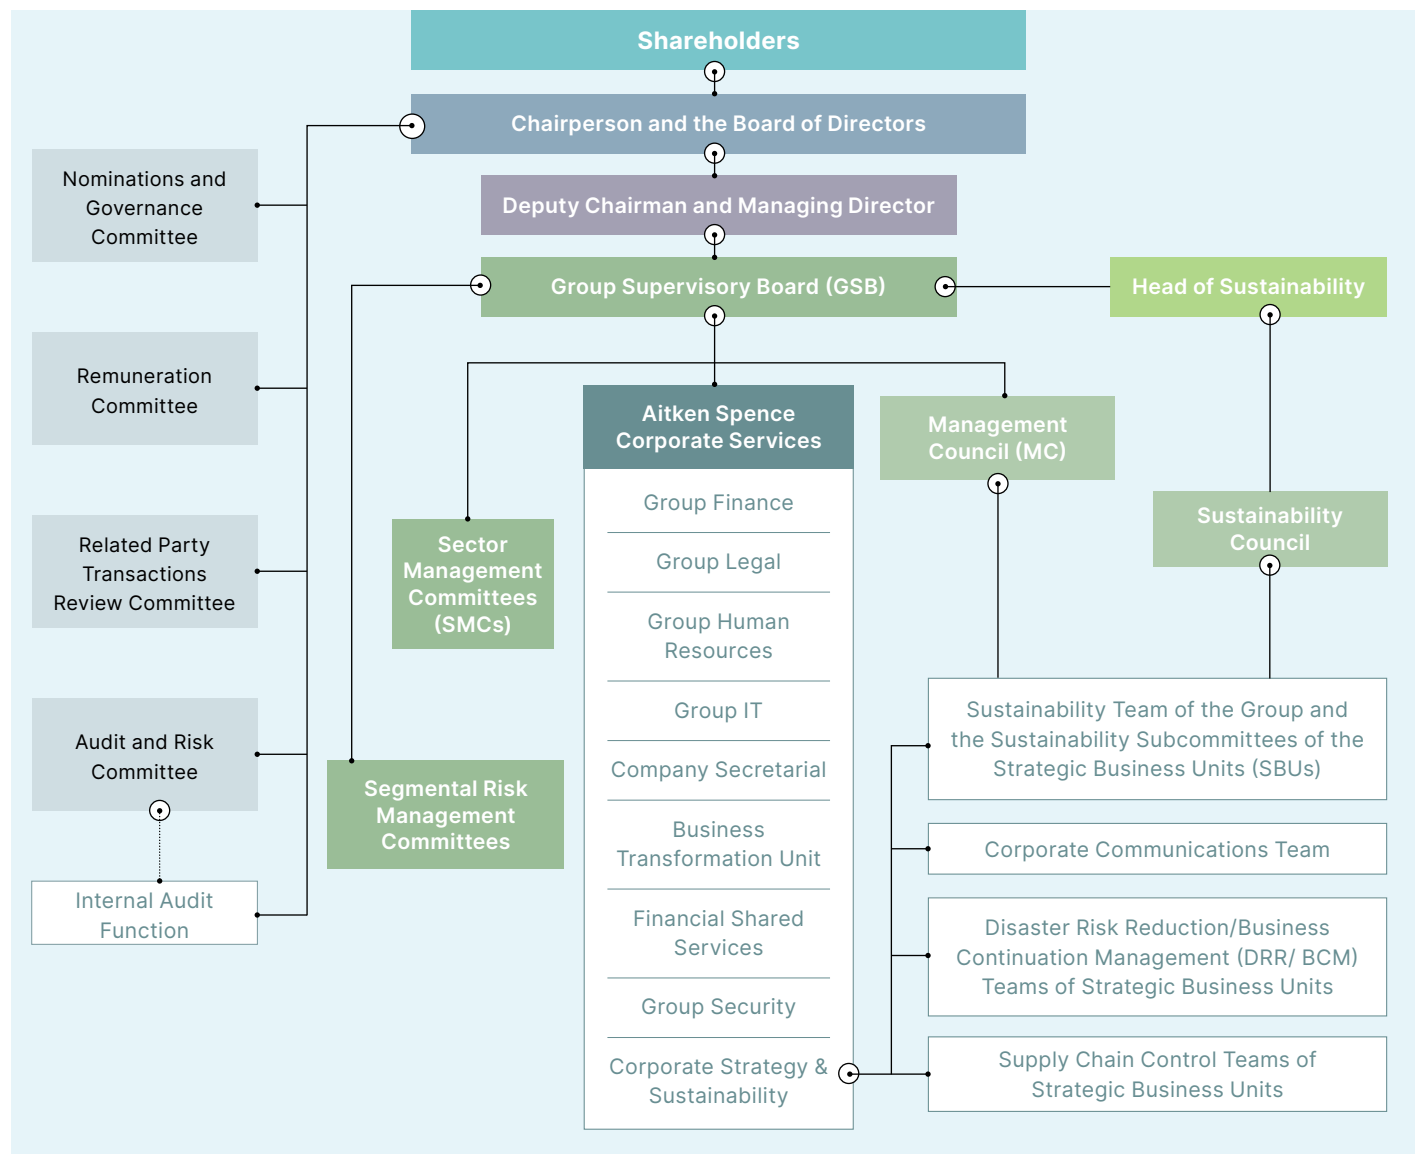 Shareholders
Chairperson and the Board of Directors
Deputy Chairman and Managing Director
Group Supervisory Board (GSB)
Head of Sustainability
Nominations and
Governance
Committee
Remuneration
Committee
Related Party
Transactions
Review Committee
Audit and Risk
Committee
Internal Audit
Function
Sector
Management
Committees
(SMCs)
Segmental Risk
Management
Committees
Aitken Spence
Corporate Services
Group Finance
Group Legal
Group Human
Resources
Group IT
Company Secretarial
Business
Transformation Unit
Financial Shared
Services
Group Security
Corporate Strategy &
Sustainability
Management
Council (MC)
Sustainability
Council
Sustainability Team of the Group and
the Sustainability Subcommittees of the
Strategic Business Units (SBUs)
Corporate Communications Team
Disaster Risk Reduction/Business
Continuation Management (DRR/ BCM)
Teams of Strategic Business Units
Supply Chain Control Teams of
Strategic Business Units